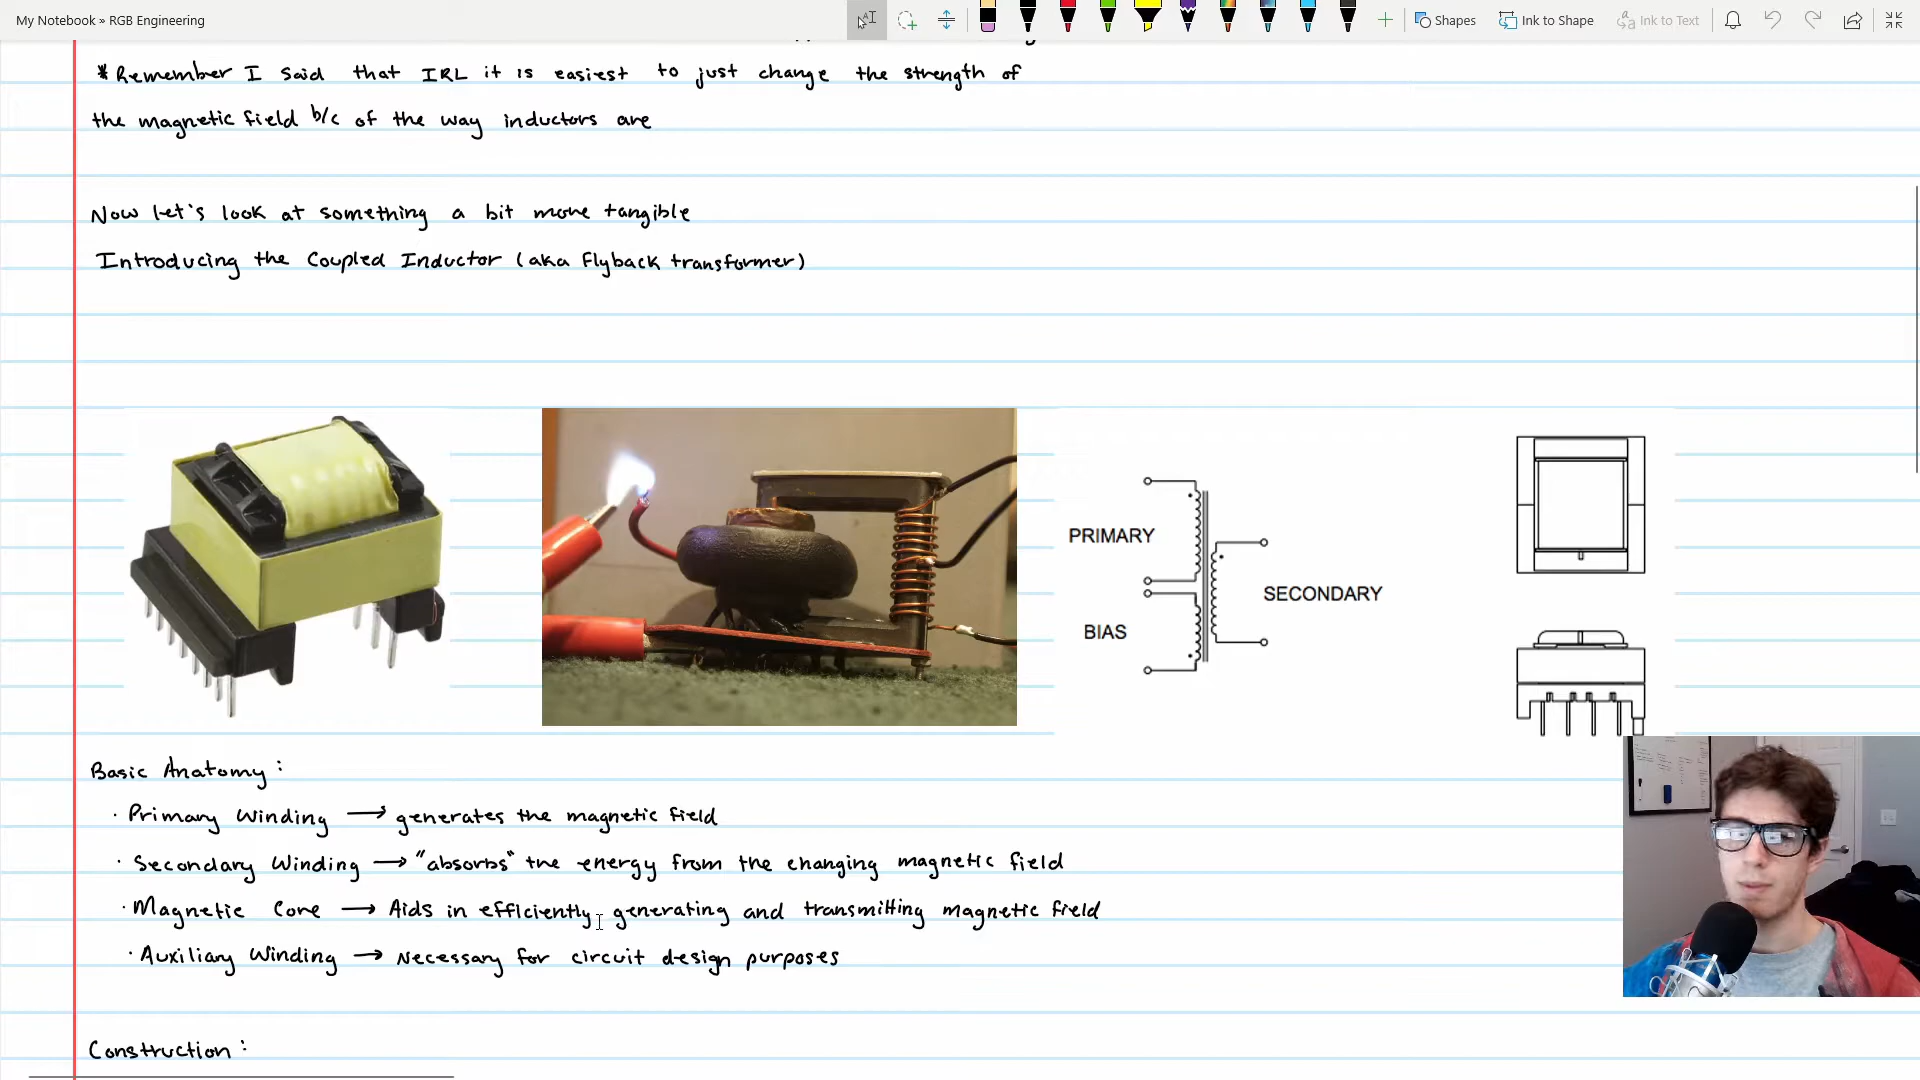 My Notebook » RGB Engineering
Shapes
Ink to Shape
Ink to Text
* Remember I said that IRL it is easiest to just change the strength of
the magnetic field b/c of the way inductors are
Now let's look at something a bit more tangible
Introducing the Coupled Inductor (aka Flyback transformer)
PRIMARY
BIAS
SECONDARY
Basic Anatomy:
· Primary Winding → generates the magnetic field
· Secondary Winding → "absorbs" the energy from the changing magnetic field
· Magnetic Core → Aids in efficiently generating and transmitting magnetic field
· Auxiliary Winding → Necessary for circuit design purposes
Construction: